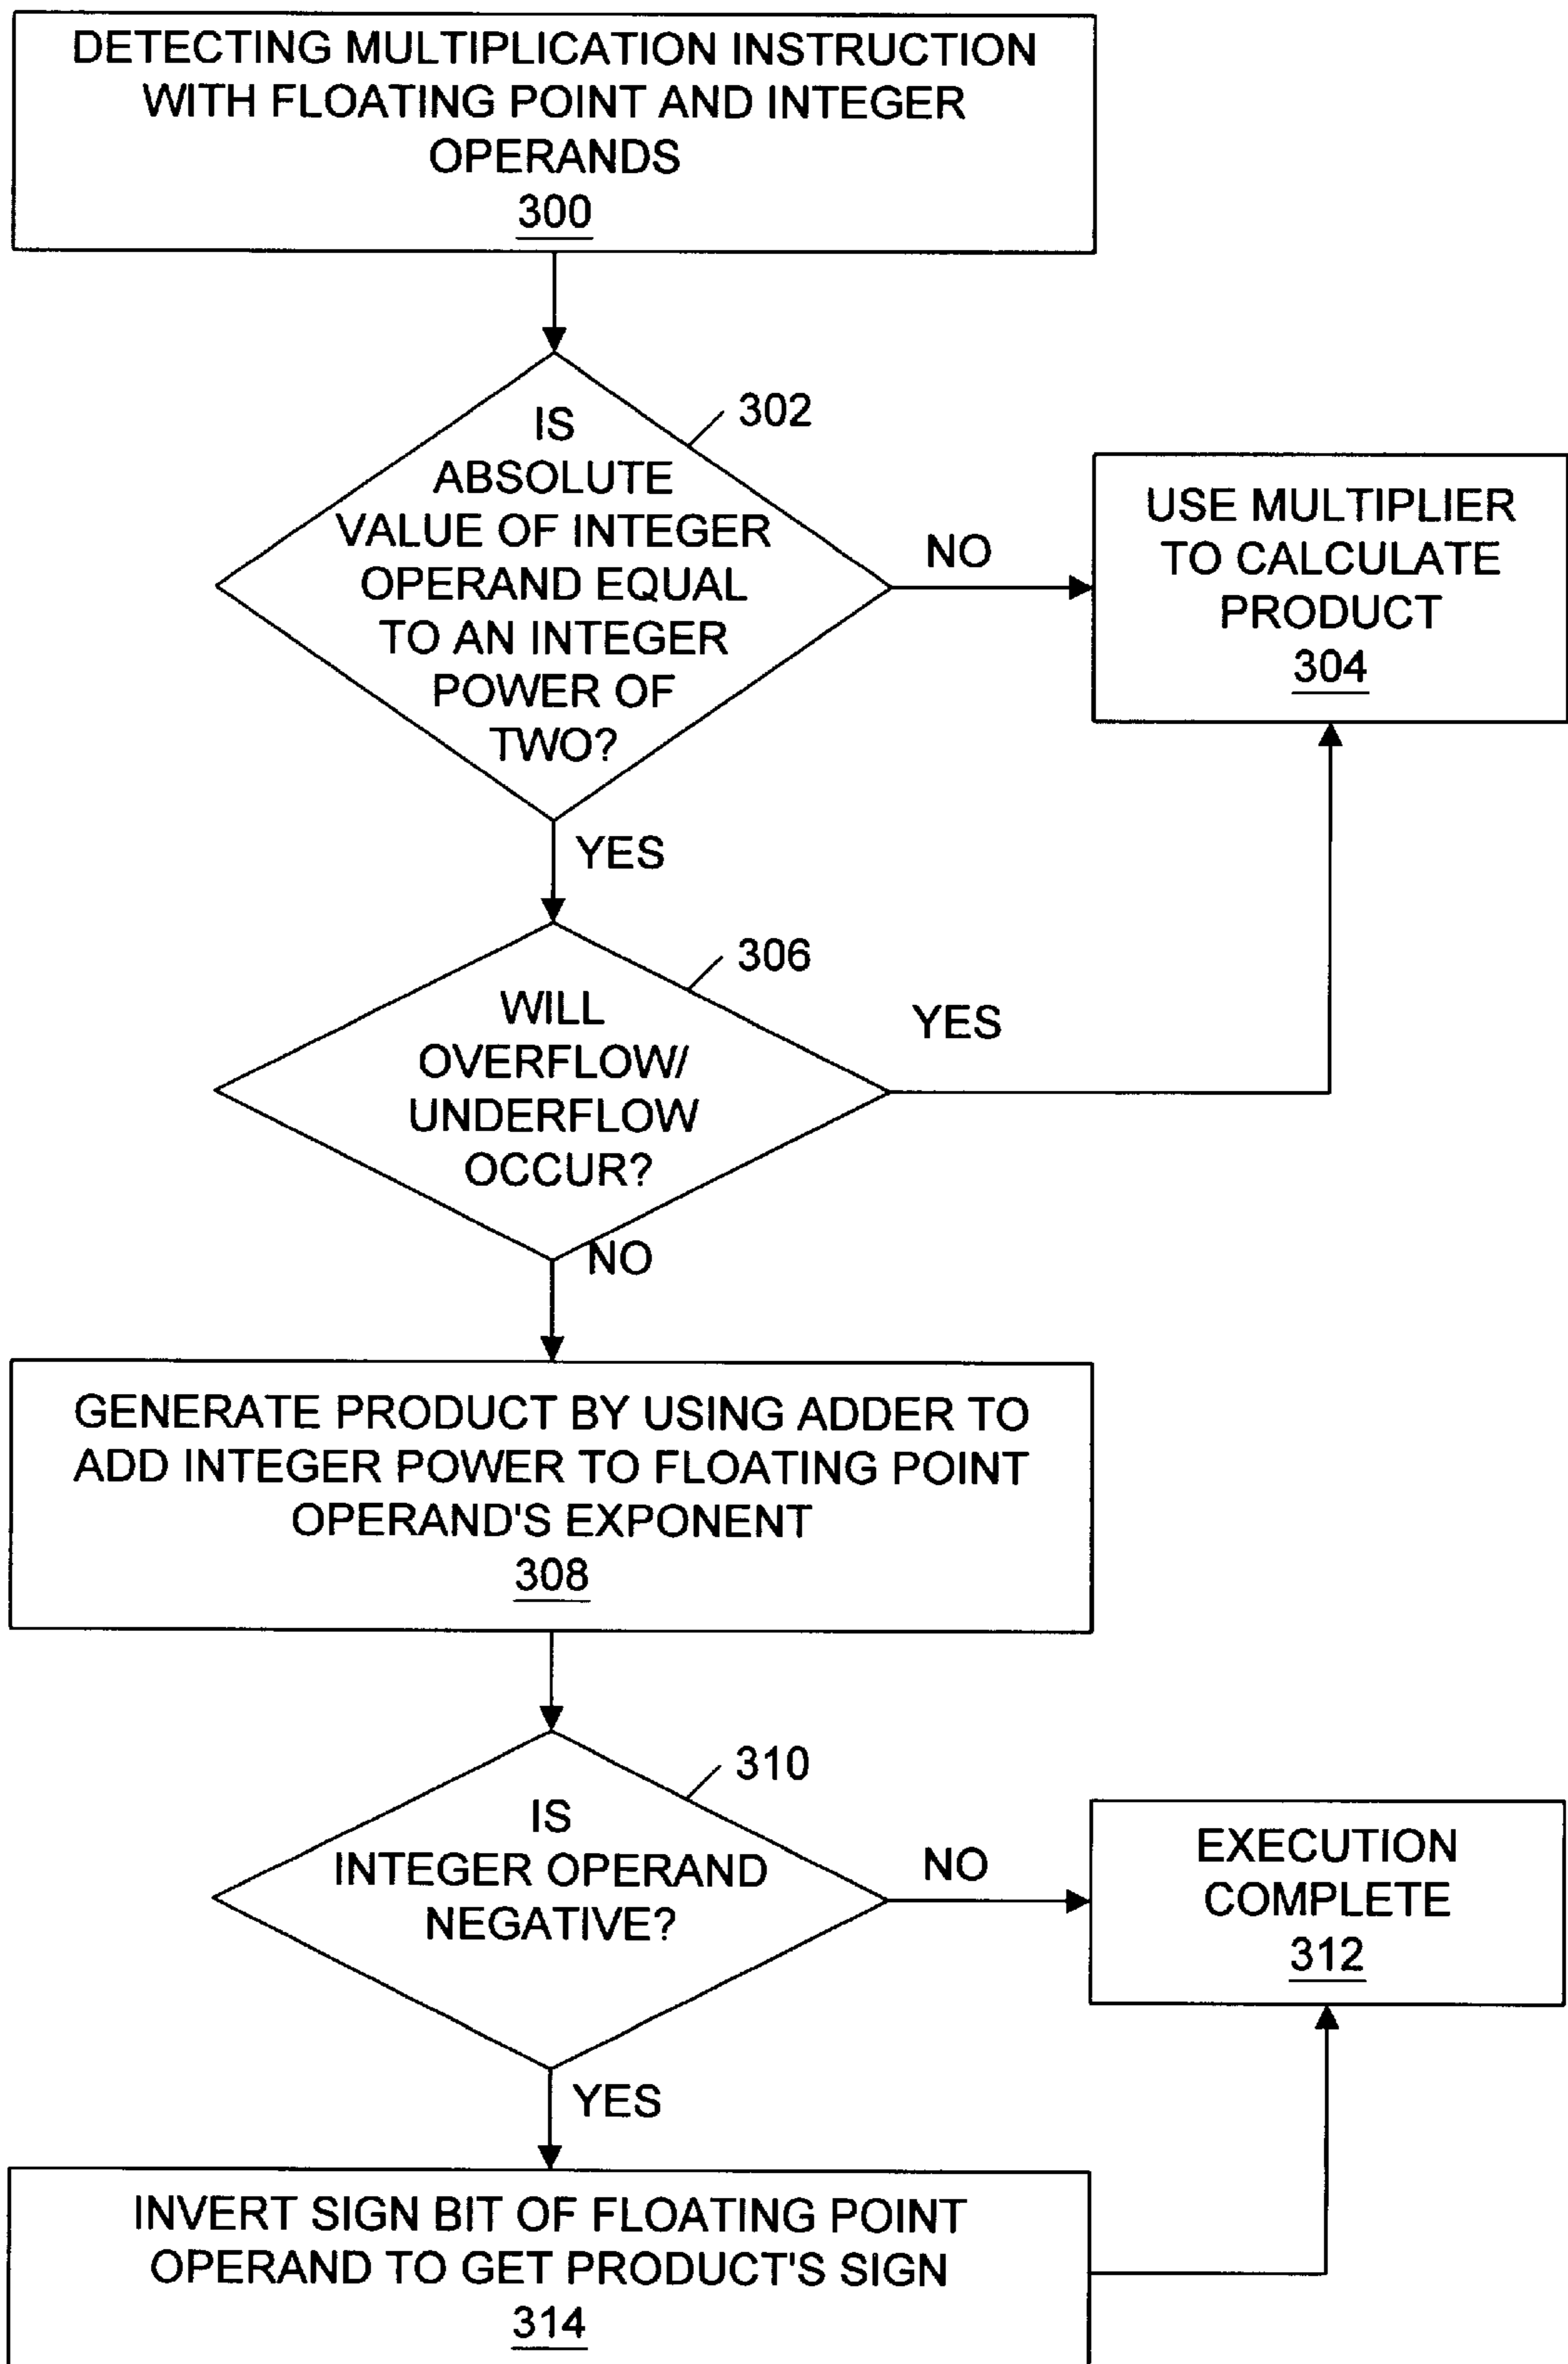 DETECTING MULTIPLICATION INSTRUCTION
WITH FLOATING POINT AND INTEGER
OPERANDS
300
302
IS
ABSOLUTE
VALUE OF INTEGER
OPERAND EQUAL
TO AN INTEGER
POWER OF
TWO?
NO
USE MULTIPLIER
TO CALCULATE
PRODUCT
304
YES
306
WILL
OVERFLOW/
UNDERFLOW
OCCUR?
YES
NO
GENERATE PRODUCT BY USING ADDER TO
ADD INTEGER POWER TO FLOATING POINT
OPERAND'S EXPONENT
308
310
IS
INTEGER OPERAND
NEGATIVE?
NO
EXECUTION
COMPLETE
312
YES
INVERT SIGN BIT OF FLOATING POINT
OPERAND TO GET PRODUCT'S SIGN
314